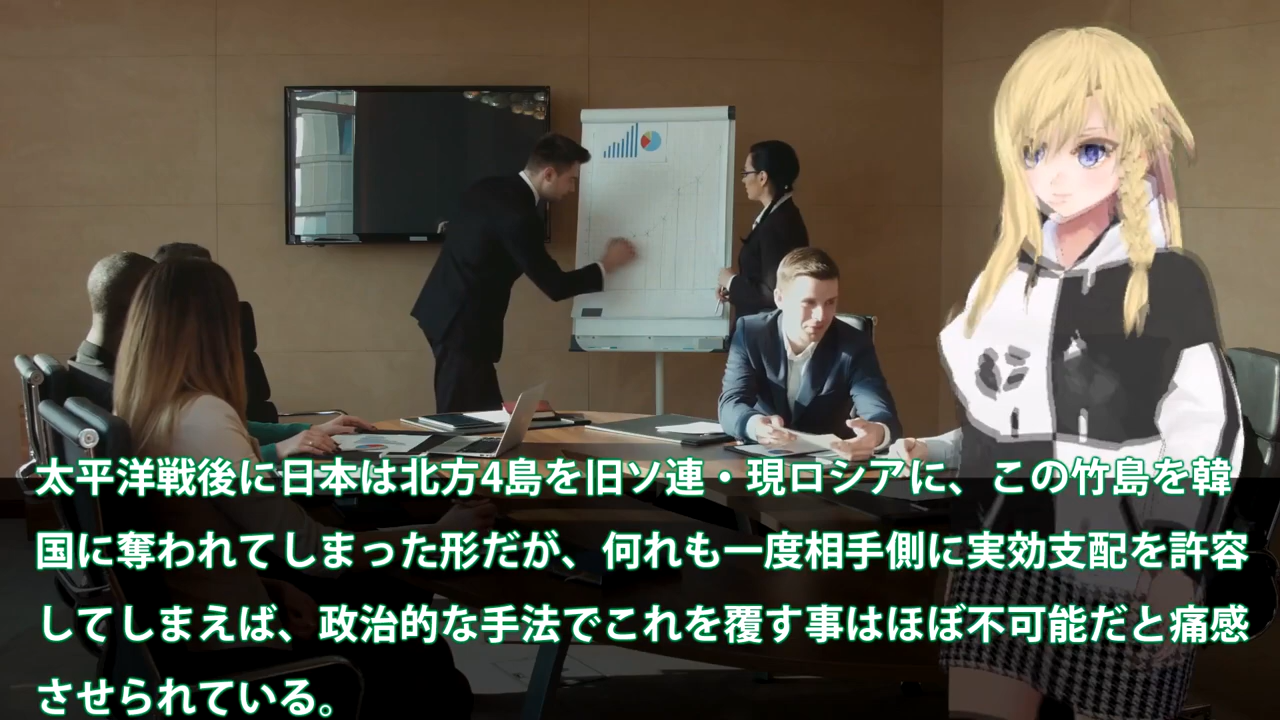 太平洋戦後に日本は北方4島を旧ソ連・現ロシアに、この竹島を韓
国に奪われてしまった形だが、何れも一度相手側に実効支配を許容
してしまえば、政治的な手法でこれを覆す事はほぼ不可能だと痛感
させられている。